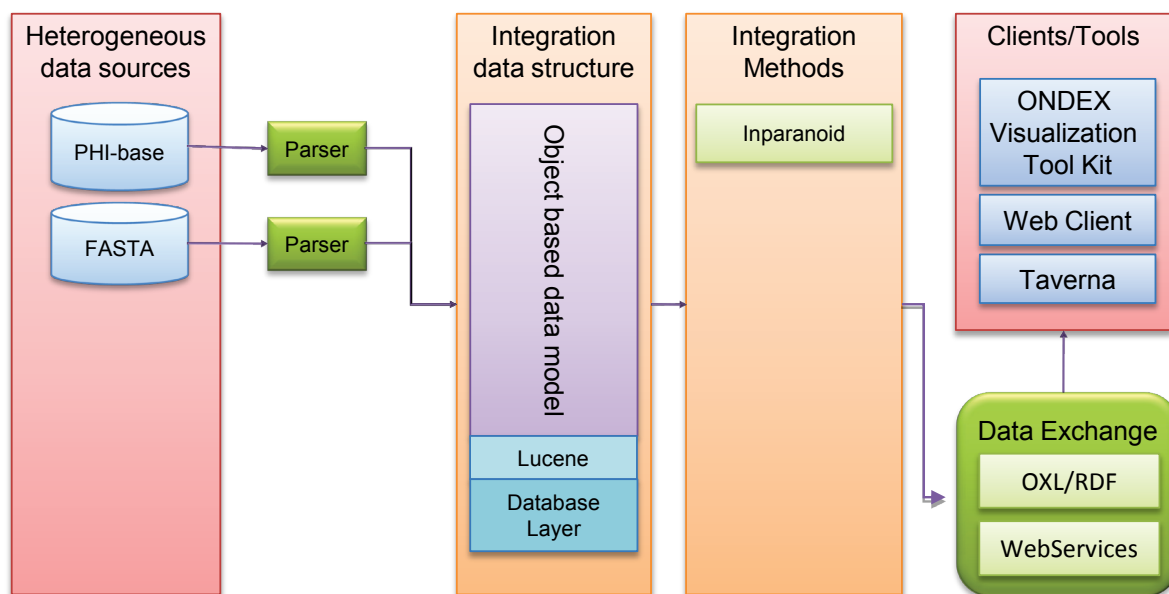 Heterogeneous
data sources
PHI-base
FASTA
Parser
Parser
Integration
data structure
Object based data model
Lucene
Database
Layer
Integration
Methods
Inparanoid
Clients/Tools
ONDEX
Visualization
Tool Kit
Web Client
Taverna
Data Exchange
OXL/RDF
WebServices